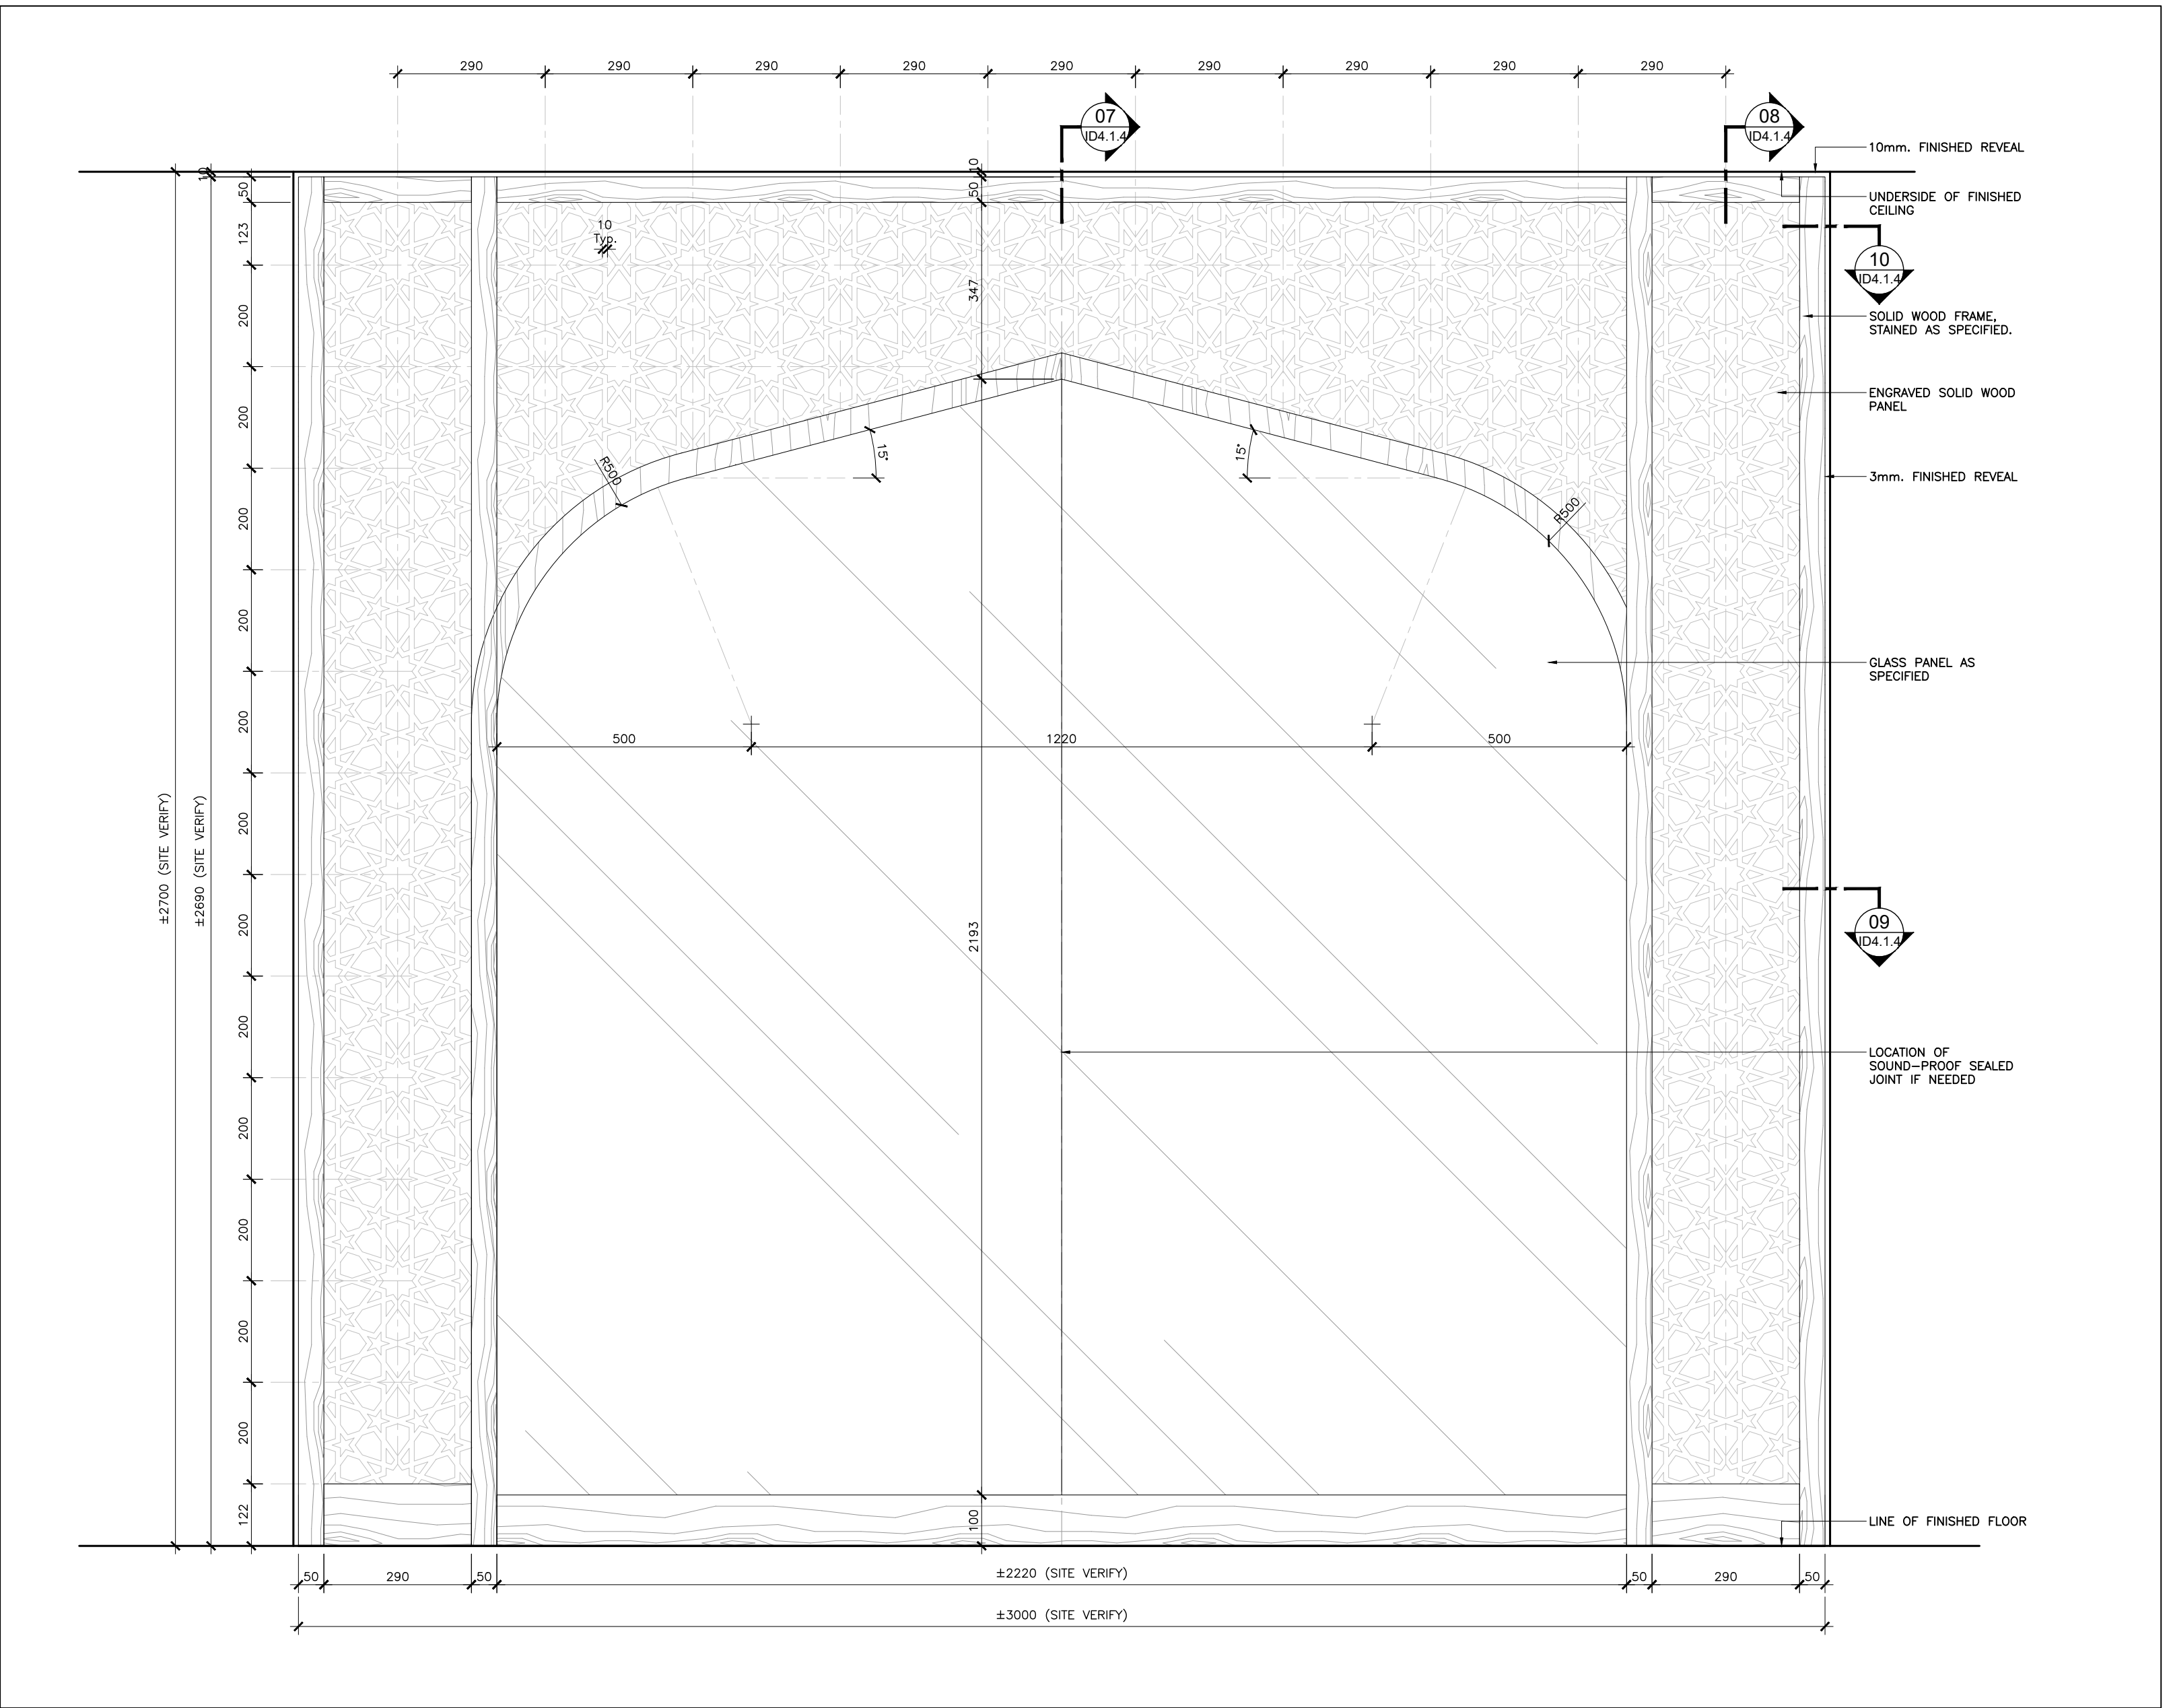 290
290
290
290
290
290
290
290
290
07
ID4.1.4
08
ID4.1.4
10mm. FINISHED REVEAL
UNDERSIDE OF FINISHED
CEILING
10
ID4.1.4
SOLID WOOD FRAME,
STAINED AS SPECIFIED.
ENGRAVED SOLID WOOD
PANEL
3mm. FINISHED REVEAL
GLASS PANEL AS
SPECIFIED
09
ID4.1.4
LOCATION OF
SOUND-PROOF SEALED
JOINT IF NEEDED
LINE OF FINISHED FLOOR
±2700 (SITE VERIFY)
10
±2690 (SITE VERIFY)
50
123
200
200
200
200
200
200
200
200
200
200
200
200
122
10
Typ.
10
50
347
2193
100
R500
15°
15°
R500
500
1220
500
50
290
50
±2220 (SITE VERIFY)
50
290
50
±3000 (SITE VERIFY)